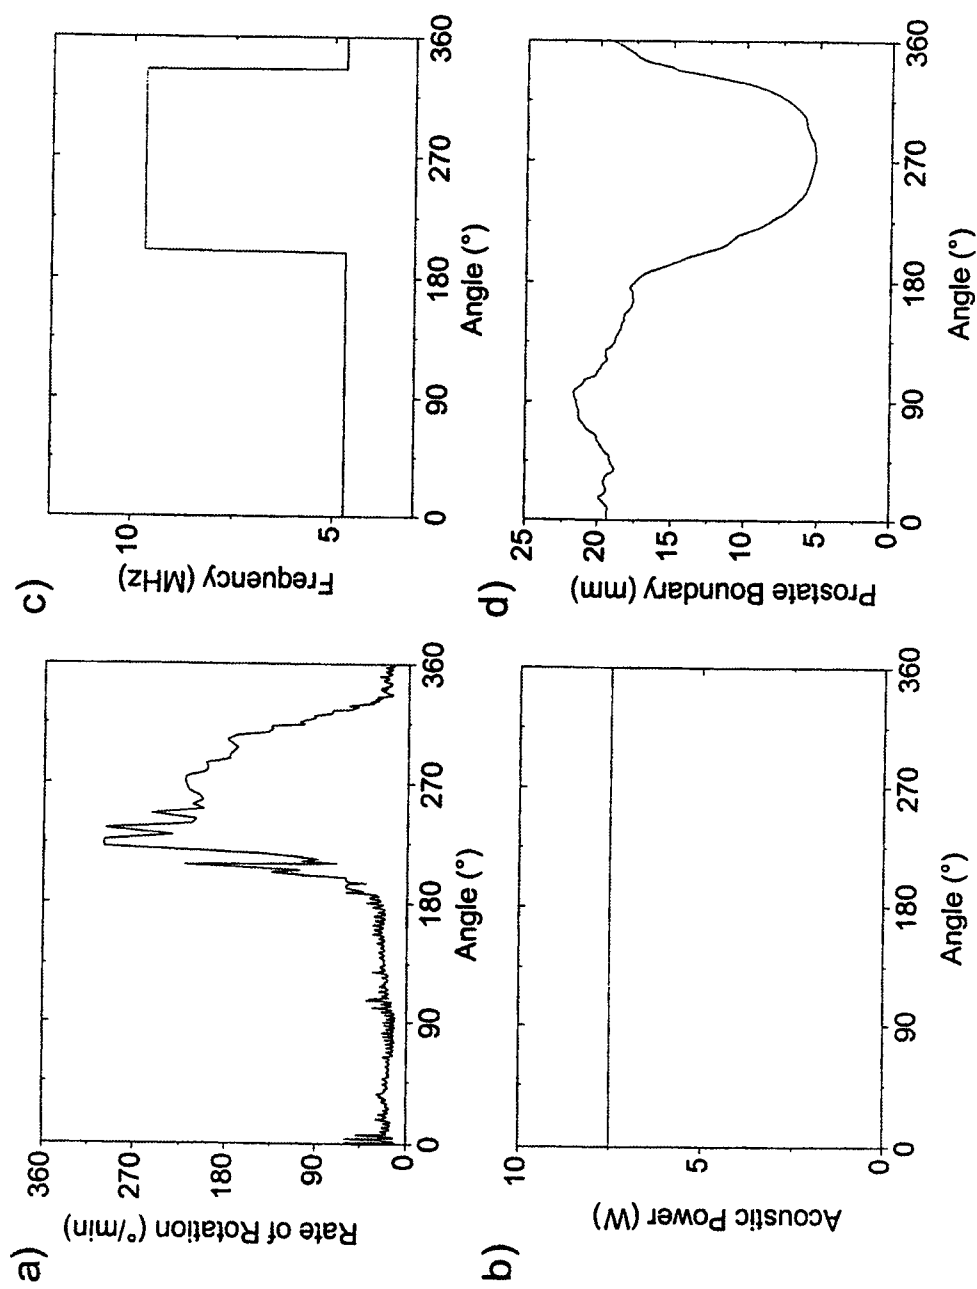 a)
Rate of Rotation (°/min)
360
270
180
90
0
0 90 180 270 360
Angle (°)
b)
Acoustic Power (W)
10
5
0
0 90 180 270 360
Angle (°)
c)
Frequency (MHz)
10
5
0 90 180 270 360
Angle (°)
d)
Prostate Boundary (mm)
25
20
15
10
5
0
0 90 180 270 360
Angle (°)